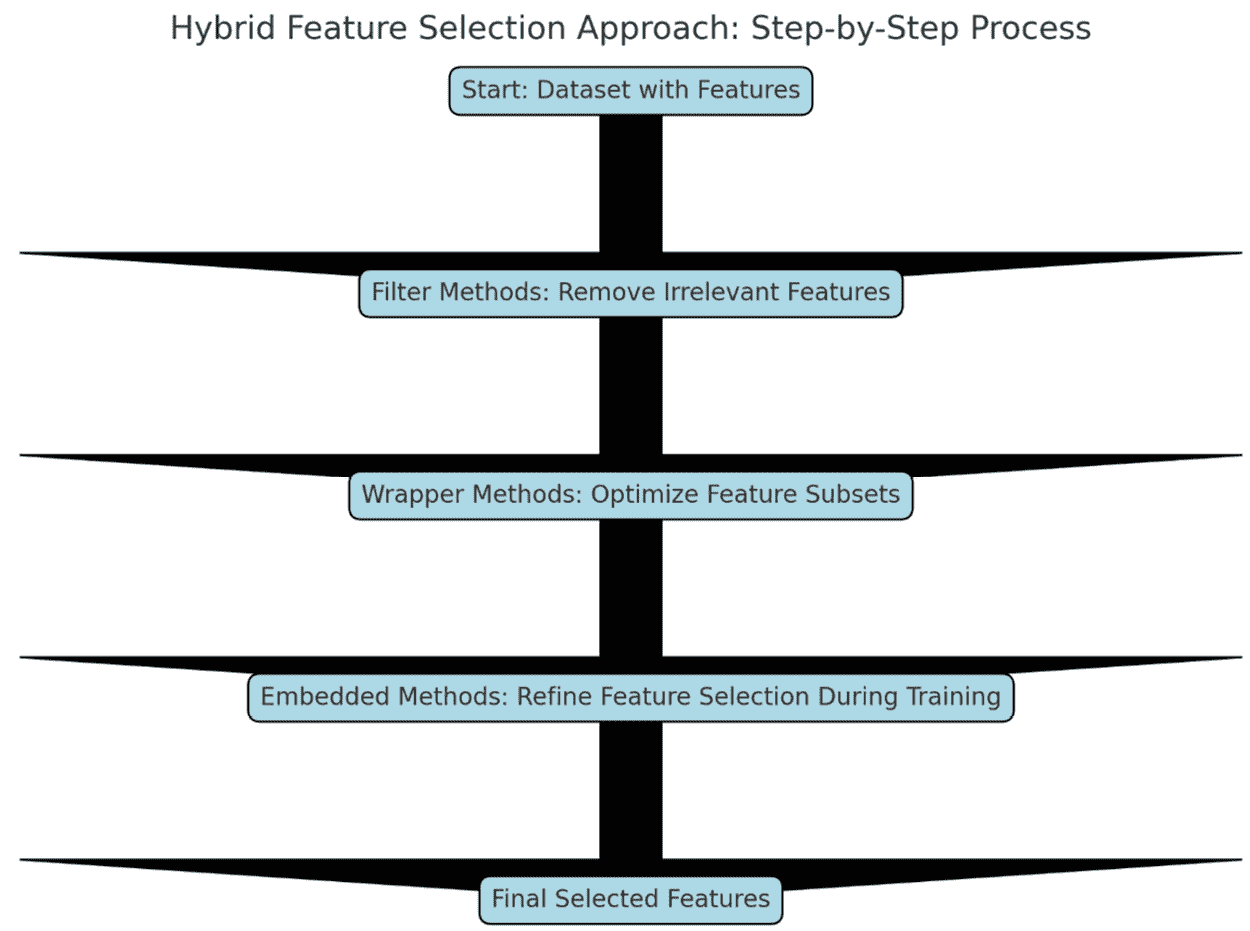 Hybrid Feature Selection Approach: Step-by-Step Process
Start: Dataset with Features
Filter Methods: Remove Irrelevant Features
Wrapper Methods: Optimize Feature Subsets
Embedded Methods: Refine Feature Selection During Training
Final Selected Features